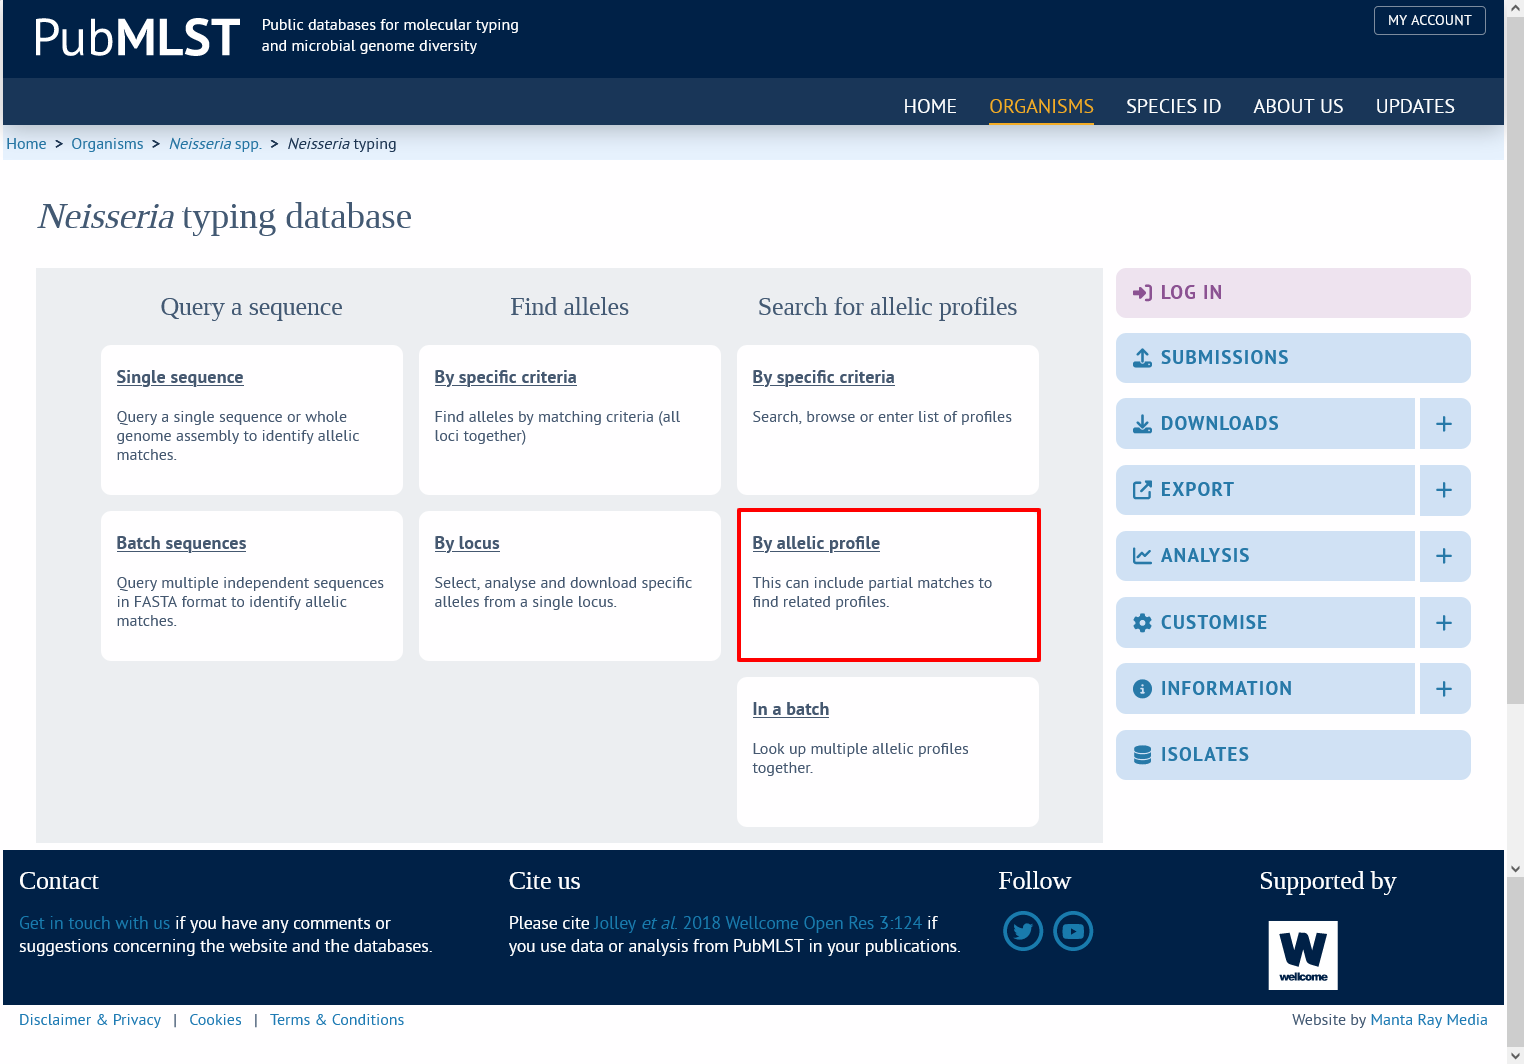 PubMLST
Public databases for molecular typing
and microbial genome diversity
MY ACCOUNT
HOME ORGANISMS SPECIES ID ABOUT US UPDATES
Home > Organisms > Neisseria spp. > Neisseria typing
Neisseria typing database
Query a sequence
Single sequence
Query a single sequence or whole
genome assembly to identify allelic
matches.
Batch sequences
Query multiple independent sequences
in FASTA format to identify allelic
matches.
Find alleles
By specific criteria
Find alleles by matching criteria (all
loci together)
By locus
Select, analyse and download specific
alleles from a single locus.
Search for allelic profiles
By specific criteria
Search, browse or enter list of profiles
By allelic profile
This can include partial matches to
find related profiles.
In a batch
Look up multiple allelic profiles
together.
LOG IN
SUBMISSIONS
DOWNLOADS +
EXPORT +
ANALYSIS +
CUSTOMISE +
INFORMATION +
ISOLATES
Contact
Get in touch with us if you have any comments or
suggestions concerning the website and the databases.
Cite us
Please cite Jolley et al. 2018 Wellcome Open Res 3:124 if
you use data or analysis from PubMLST in your publications.
Follow
Supported by
W
wellcome
Disclaimer & Privacy | Cookies | Terms & Conditions
Website by Manta Ray Media